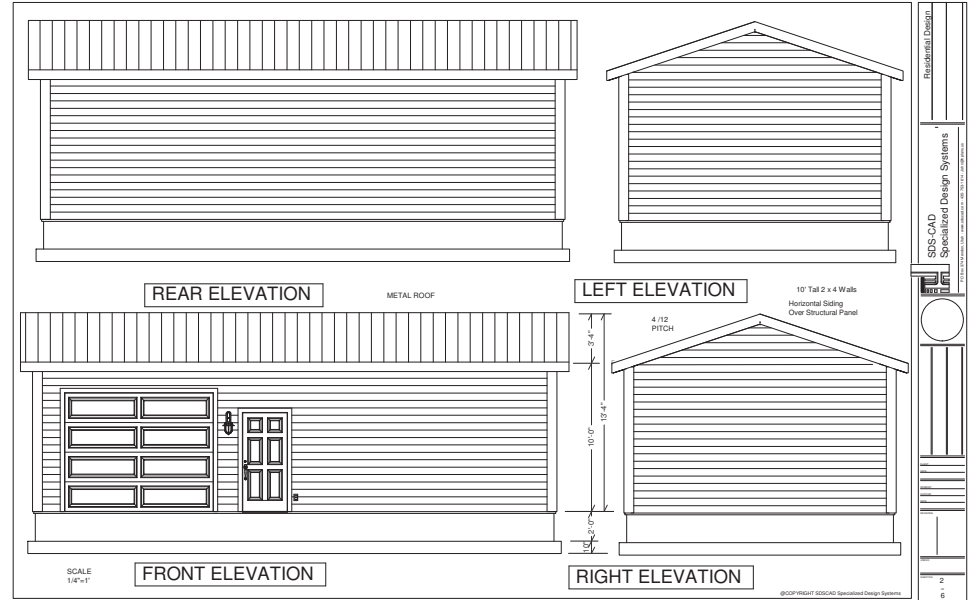 REAR ELEVATION
METAL ROOF
LEFT ELEVATION
10' Tall 2 x 4 Walls
Horizontal Siding
Over Structural Panel
4 /12
PITCH
3'-4"
13'-4"
10'-0"
2'-0"
10"
SCALE
1/4"=1'
FRONT ELEVATION
RIGHT ELEVATION
@COPYRIGHT SDSCAD Specialized Design Systems
Residential Design
SDS-CAD
Specialized Design Systems
2
-
6